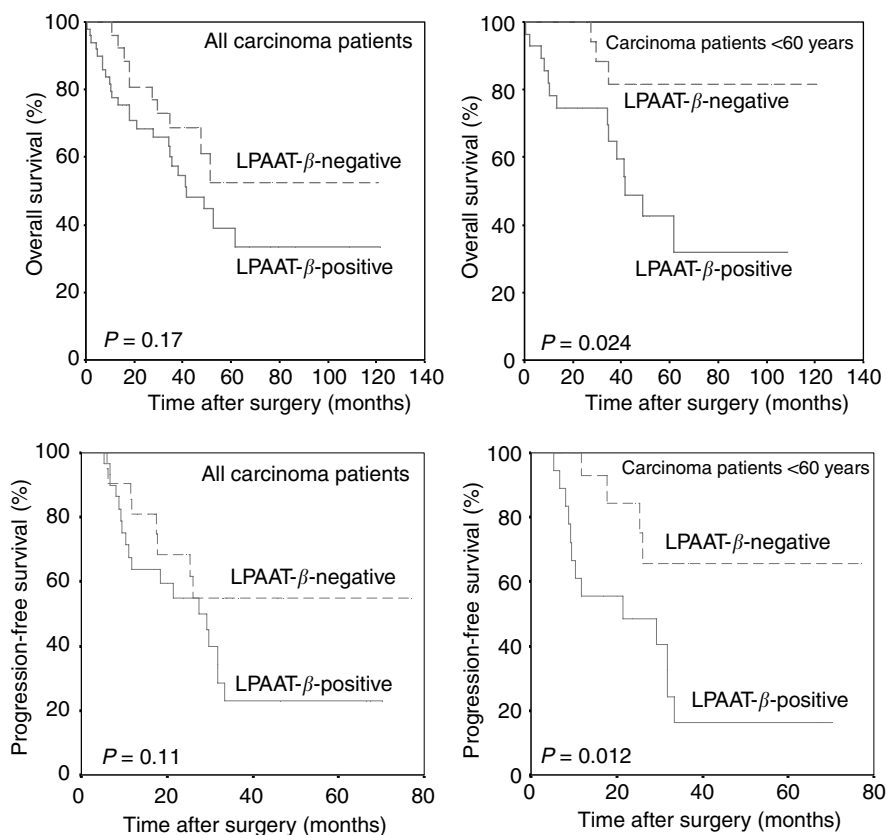 All carcinoma patients
Overall survival (%)
100
80
60
40
20
0
LPAAT-β-negative
LPAAT-β-positive
P = 0.17
0 20 40 60 80 100 120 140
Time after surgery (months)
Carcinoma patients <60 years
Overall survival (%)
100
80
60
40
20
0
LPAAT-β-negative
LPAAT-β-positive
P = 0.024
0 20 40 60 80 100 120 140
Time after surgery (months)
All carcinoma patients
Progression-free survival (%)
100
80
60
40
20
0
LPAAT-β-negative
LPAAT-β-positive
P = 0.11
0 20 40 60 80
Time after surgery (months)
Carcinoma patients <60 years
Progression-free survival (%)
100
80
60
40
20
0
LPAAT-β-negative
LPAAT-β-positive
P = 0.012
0 20 40 60 80
Time after surgery (months)